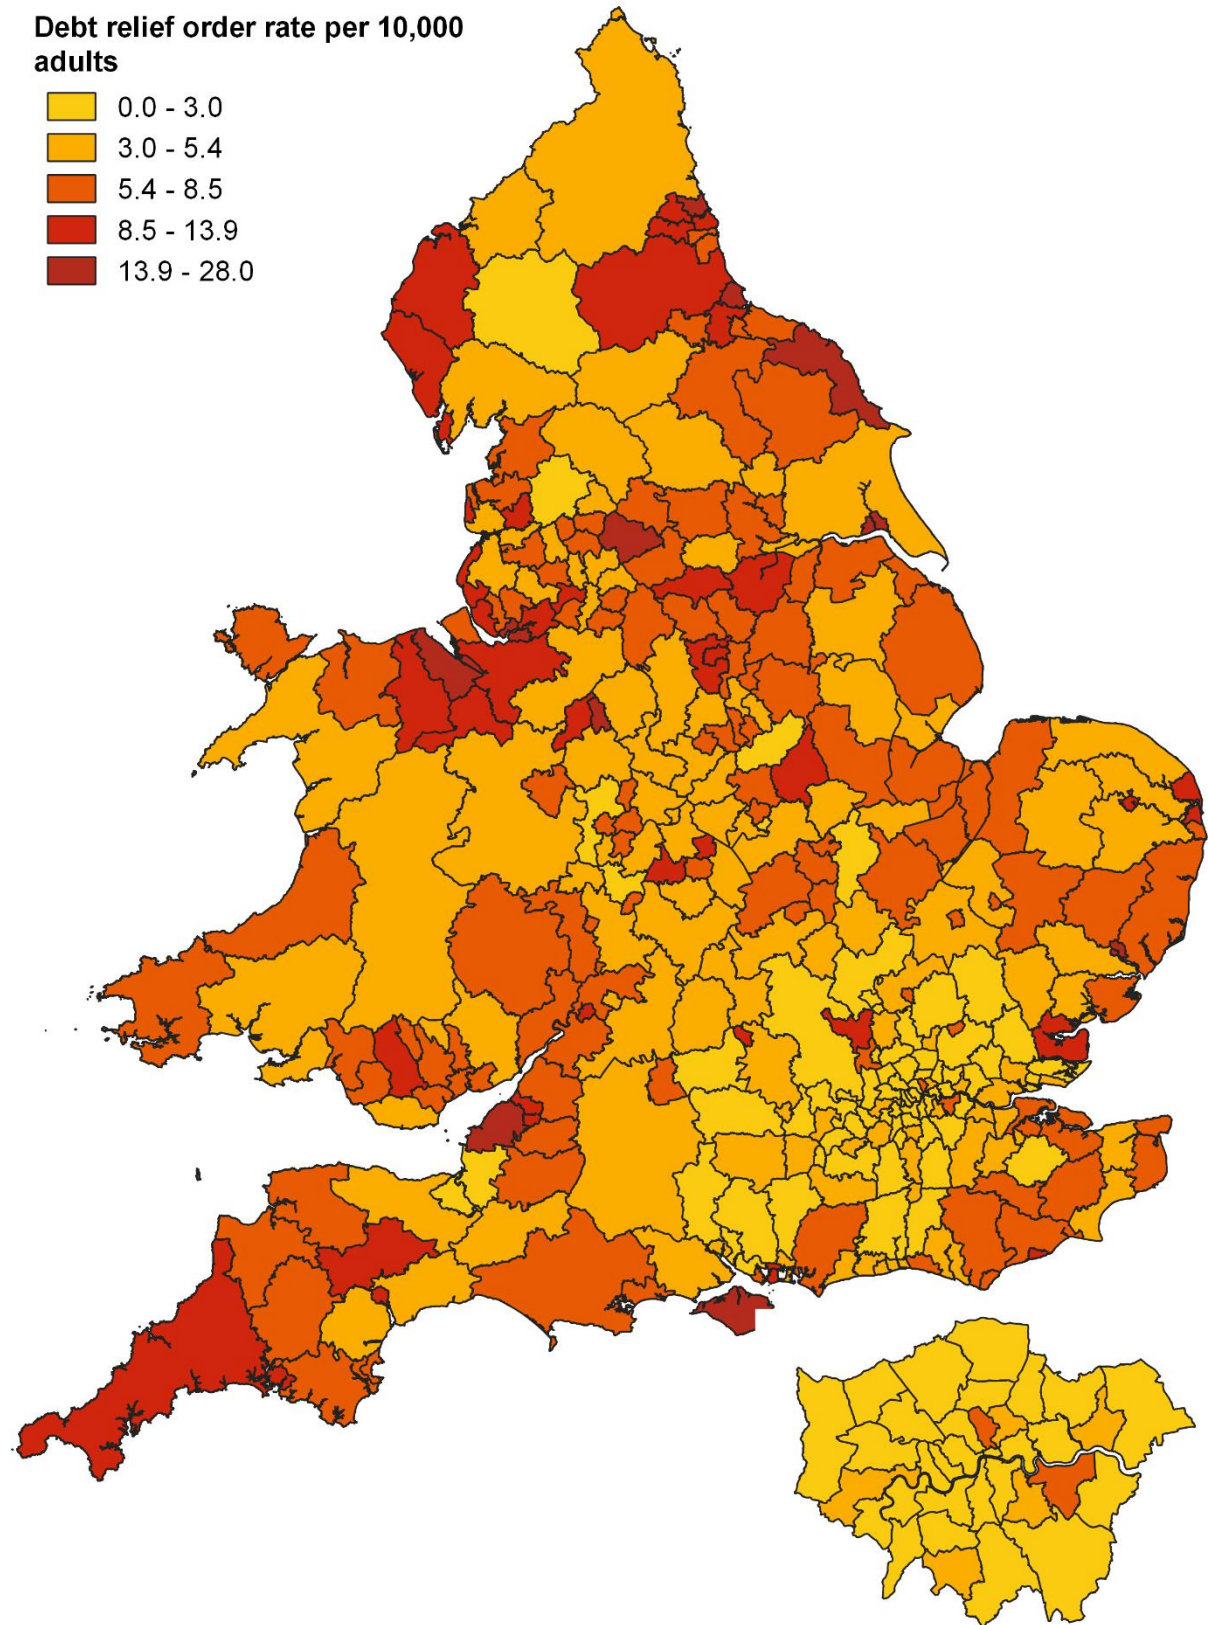 Debt relief order rate per 10,000
adults
0.0 - 3.0
3.0 - 5.4
5.4 - 8.5
8.5 - 13.9
13.9 - 28.0